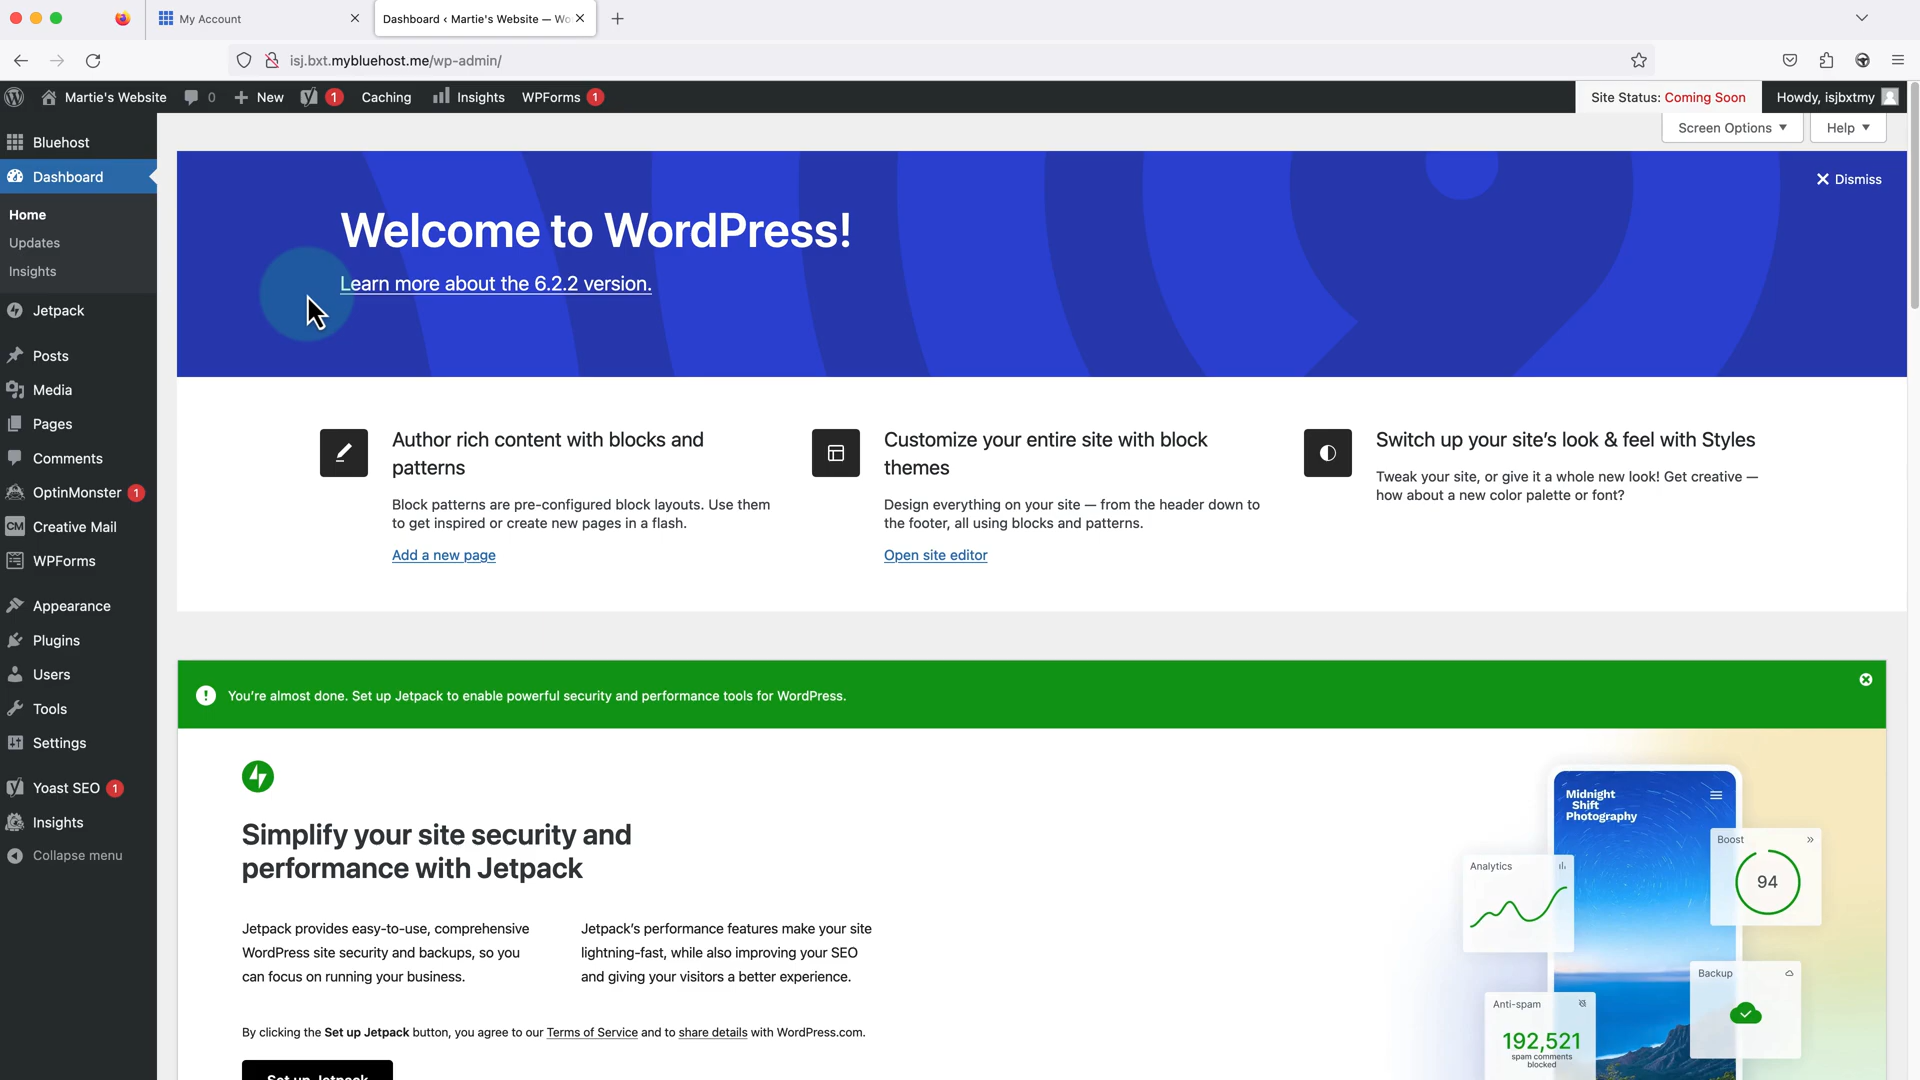 My Account
Dashboard ‹ Martie's Website — Wo
isj.bxt.mybluehost.me/wp-admin/
Martie's Website
0
New
1
Caching
Insights
WPForms 1
Site Status: Coming Soon
Howdy, isjbxtmy
Screen Options
Help
Bluehost
Dashboard
Home
Updates
Insights
Jetpack
Posts
Media
Pages
Comments
OptinMonster 1
CM Creative Mail
WPForms
Appearance
Plugins
Users
Tools
Settings
Yoast SEO 1
Insights
Collapse menu
Dismiss
Welcome to WordPress!
Learn more about the 6.2.2 version.
Author rich content with blocks and
patterns
Block patterns are pre-configured block layouts. Use them
to get inspired or create new pages in a flash.
Add a new page
Customize your entire site with block
themes
Design everything on your site — from the header down to
the footer, all using blocks and patterns.
Open site editor
Switch up your site’s look & feel with Styles
Tweak your site, or give it a whole new look! Get creative —
how about a new color palette or font?
You’re almost done. Set up Jetpack to enable powerful security and performance tools for WordPress.
Simplify your site security and
performance with Jetpack
Jetpack provides easy-to-use, comprehensive
WordPress site security and backups, so you
can focus on running your business.
Jetpack’s performance features make your site
lightning-fast, while also improving your SEO
and giving your visitors a better experience.
By clicking the Set up Jetpack button, you agree to our Terms of Service and to share details with WordPress.com.
Set up Jetpack
Midnight
Shift
Photography
Boost
94
Analytics
Backup
Anti-spam
192,521
spam comments
blocked